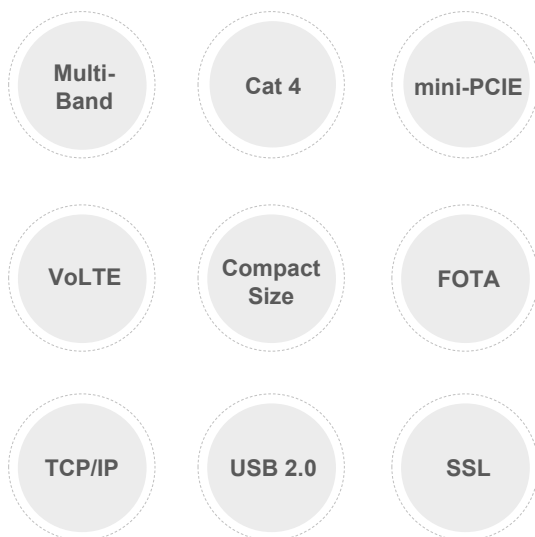 Multi-
Band
Cat 4
mini-PCIE
VoLTE
Compact
Size
FOTA
TCP/IP
USB 2.0
SSL